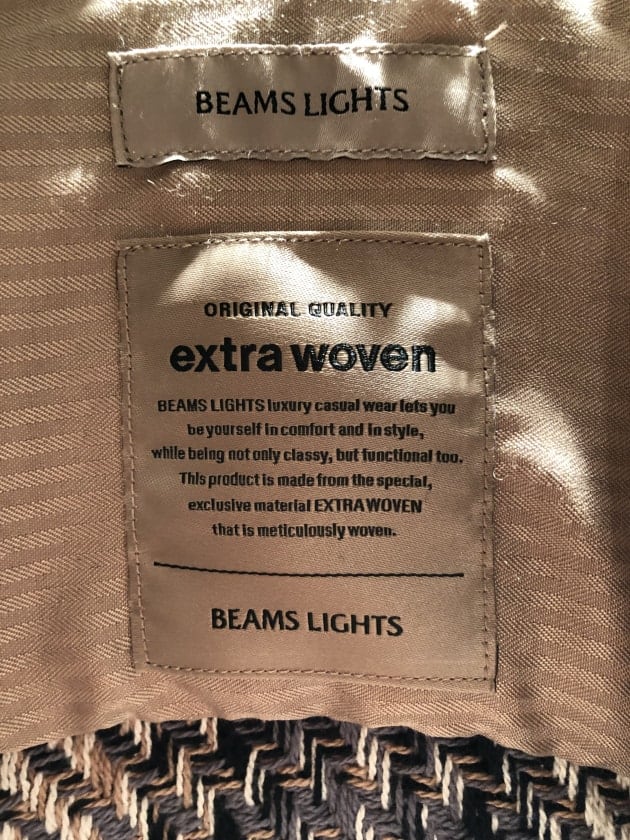 BEAMS LIGHTS
ORIGINAL QUALITY
extra woven
BEAMS LIGHTS luxury casual wear lets you
be yourself in comfort and in style,
while being not only classy, but functional too.
This product is made from the special,
exclusive material EXTRAWOVEN
that is meticulously woven.
BEAMS LIGHTS